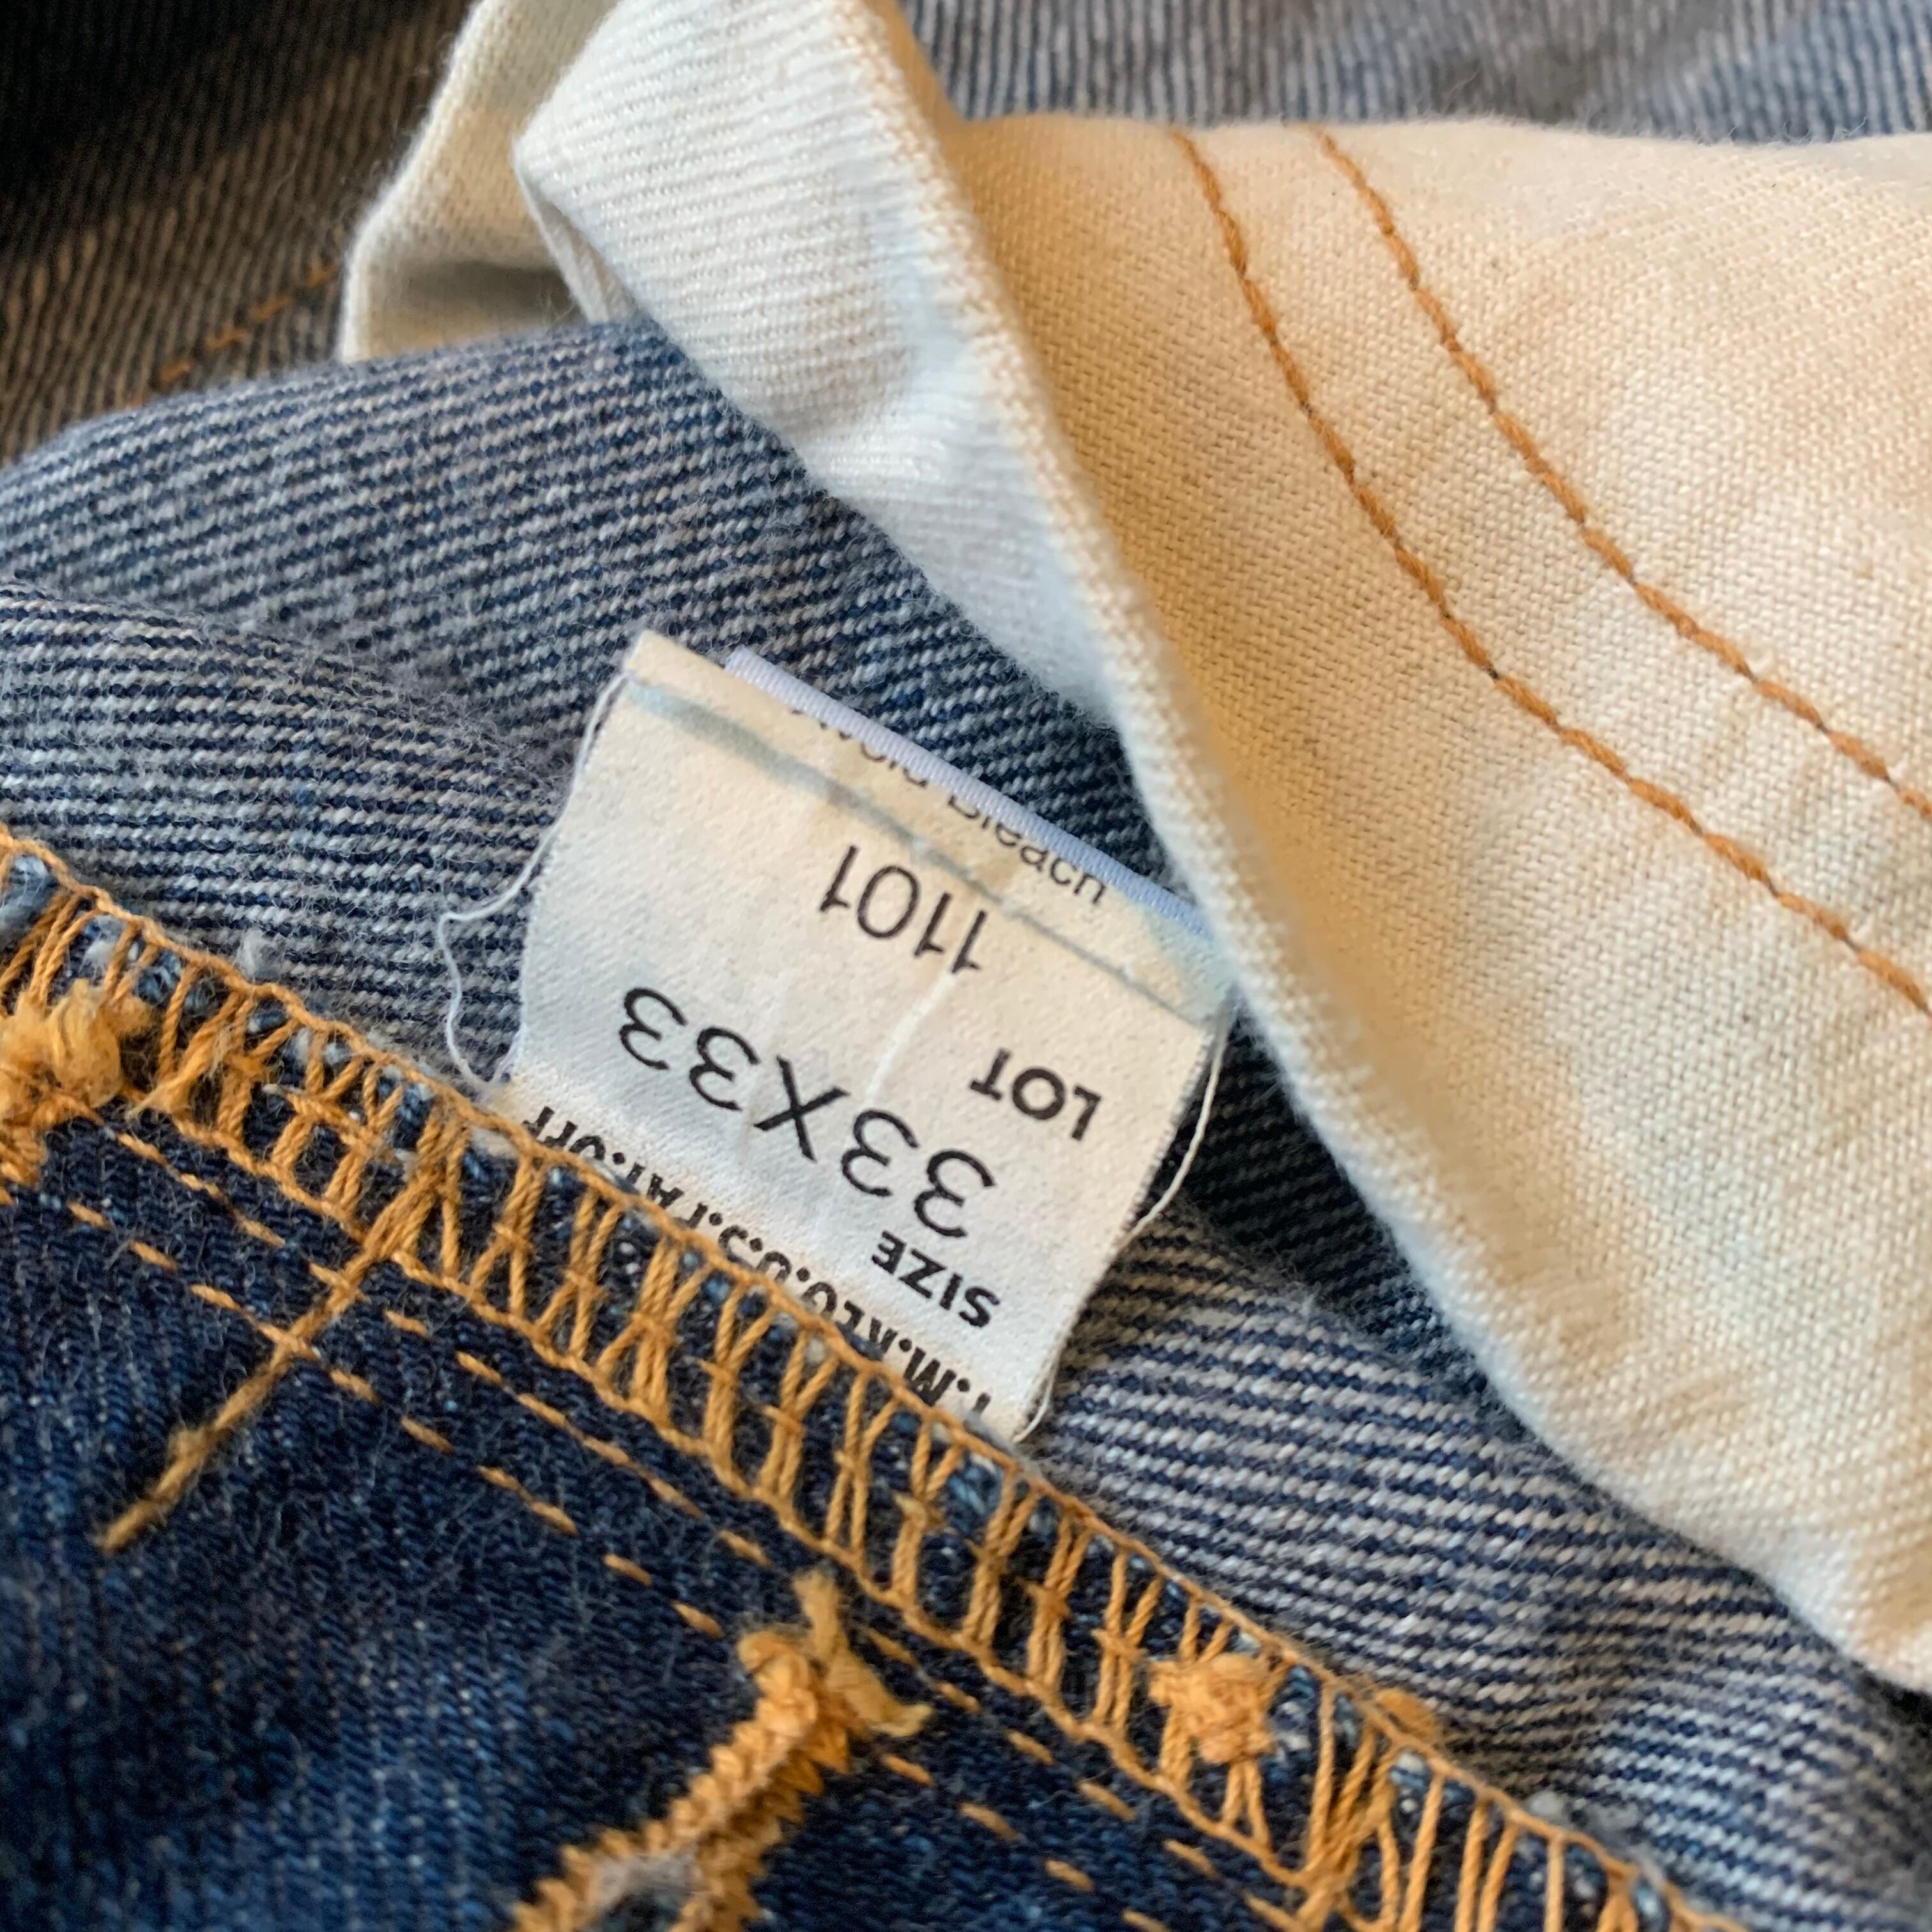 T.M.REG.U.S.PAT.OFF
SIZE
33X33
LOT
1101
Bleach